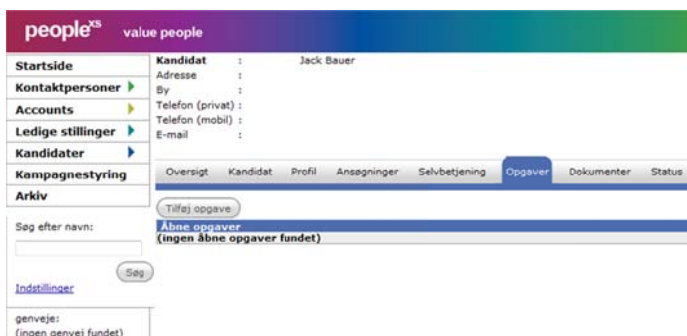 peoplexs value people
Startside
Kontaktpersoner
Accounts
Ledige stillinger
Kandidater
Kampagnestyring
Arkiv
Søg efter navn:
Søg
Indstillinger
genveje:
(ingen genvej fundet)
Kandidat : Jack Bauer
Adresse :
By :
Telefon (privat) :
Telefon (mobil) :
E-mail :
Oversigt Kandidat Profil Ansøgninger Selvbetjening Opgaver Dokumenter Status
Tilføj opgave
Åbne opgaver
(ingen åbne opgaver fundet)